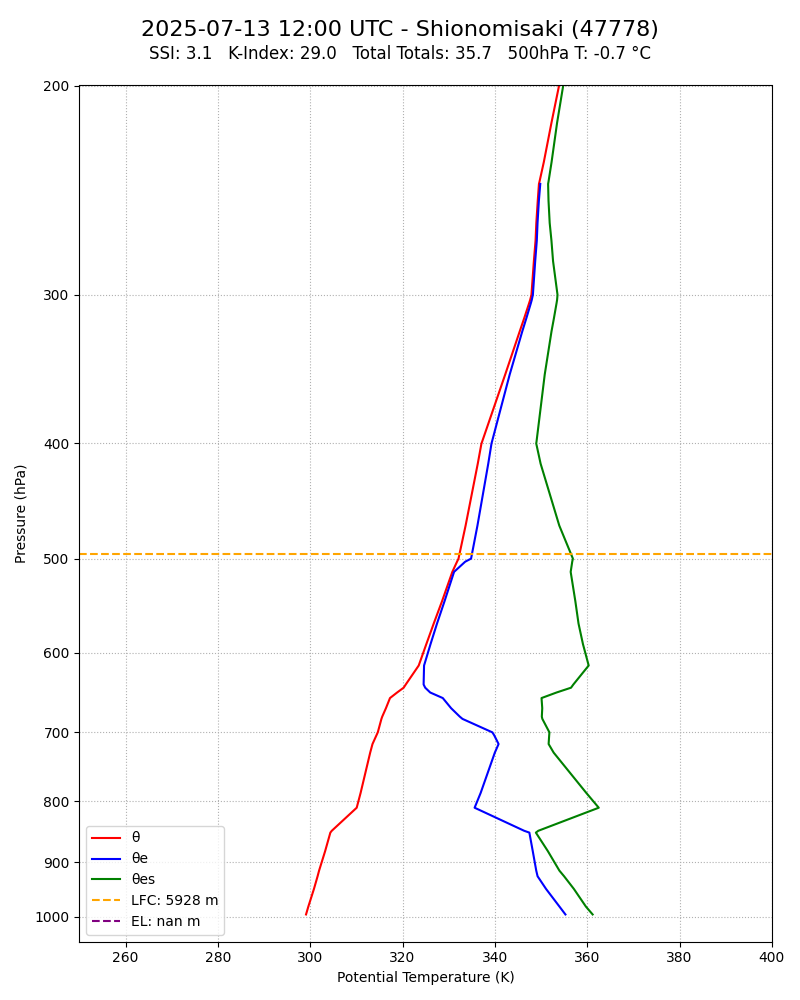 2025-07-13 12:00 UTC - Shionomisaki (47778)
SSI: 3.1 K-Index: 29.0 Total Totals: 35.7 500hPa T: -0.7 °C
200
300
400
500
600
700
800
900
1000
Pressure (hPa)
θ
θe
θes
LFC: 5928 m
EL: nan m
260 280 300 320 340 360 380 400
Potential Temperature (K)